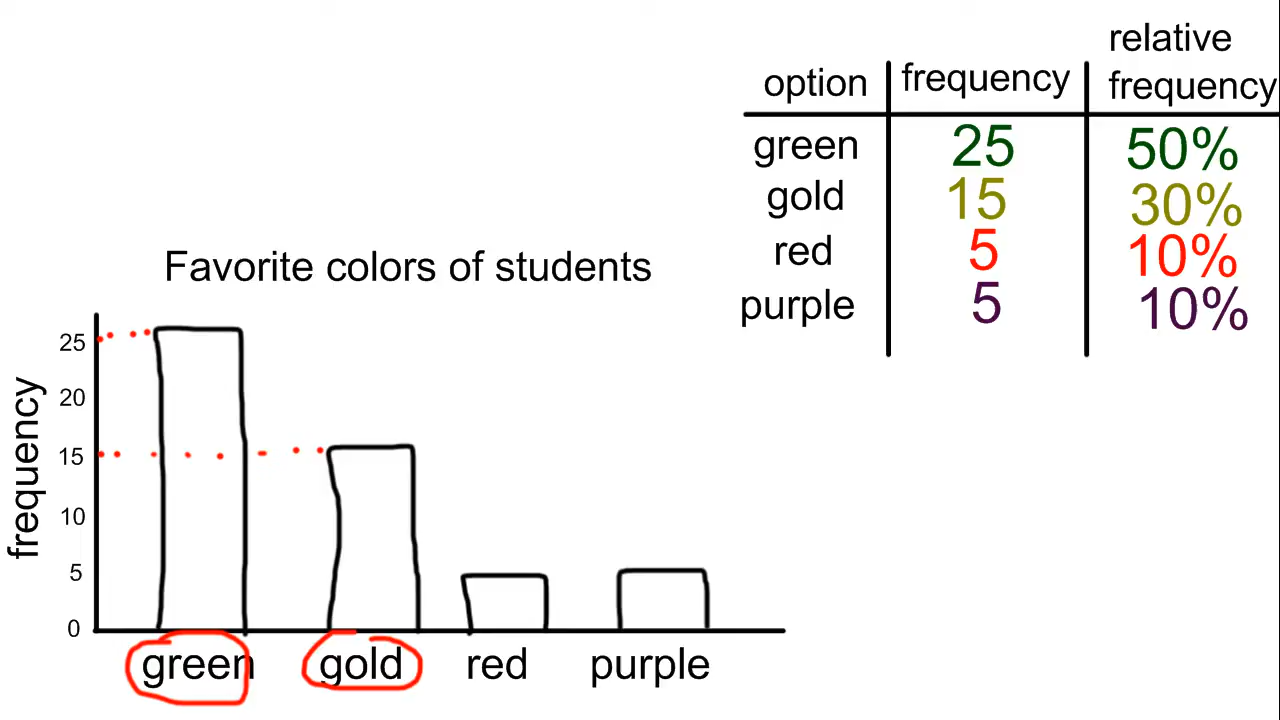 relative
option frequency frequency
green 25 50%
gold 15 30%
red 5 10%
purple 5 10%
Favorite colors of students
frequency
25
20
15
10
5
0
green gold red purple